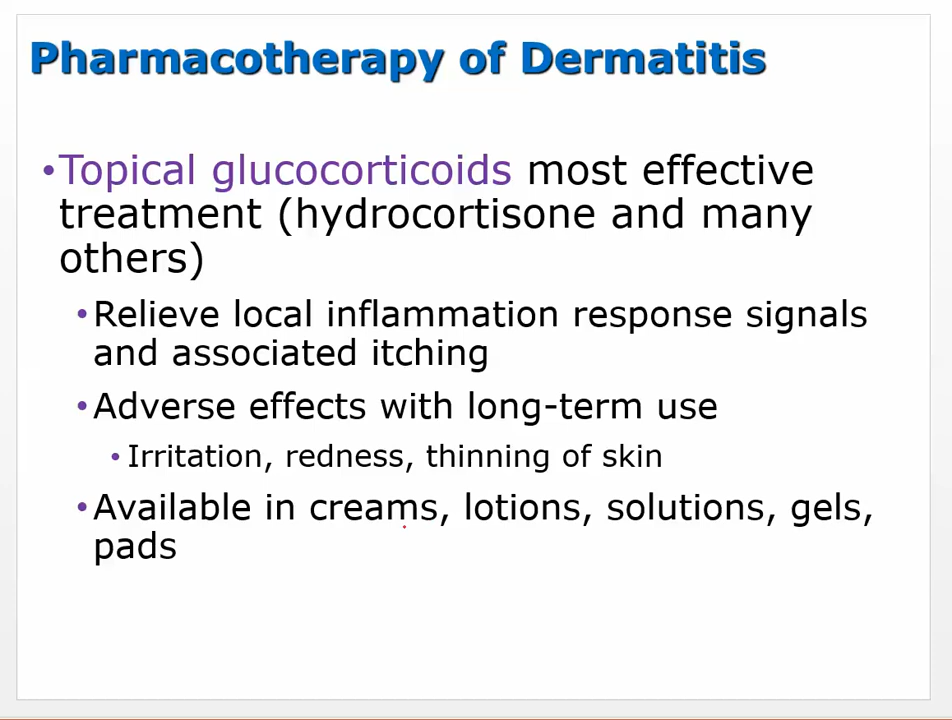 Pharmacotherapy of Dermatitis
•Topical glucocorticoids most effective
treatment (hydrocortisone and many
others)
•Relieve local inflammation response signals
and associated itching
•Adverse effects with long-term use
•Irritation, redness, thinning of skin
•Available in creams, lotions, solutions, gels,
pads